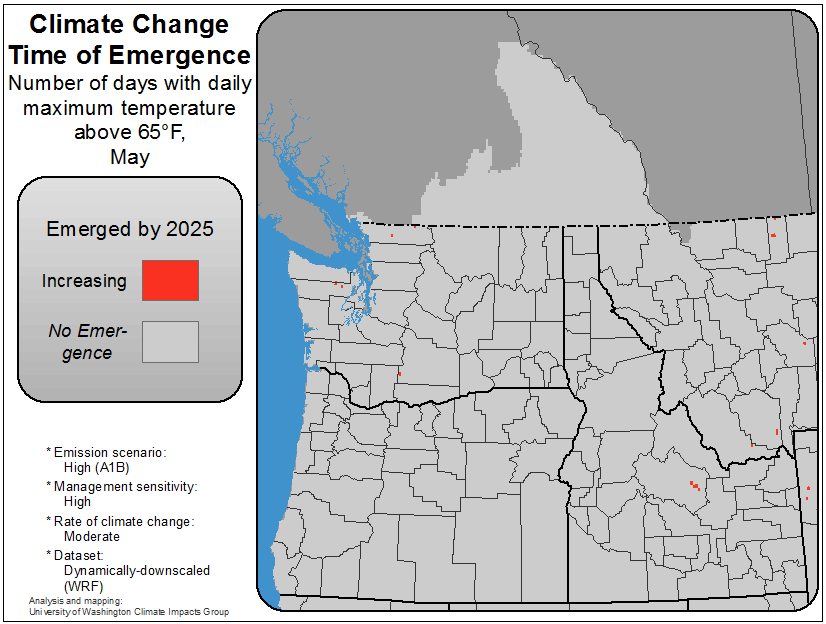 Climate Change
Time of Emergence
Number of days with daily
maximum temperature
above 65°F,
May
Emerged by 2025
Increasing
No Emer-
gence
* Emission scenario:
High (A1B)
* Management sensitivity:
High
* Rate of climate change:
Moderate
* Dataset:
Dynamically-downscaled
(WRF)
Analysis and mapping:
University of Washington Climate Impacts Group